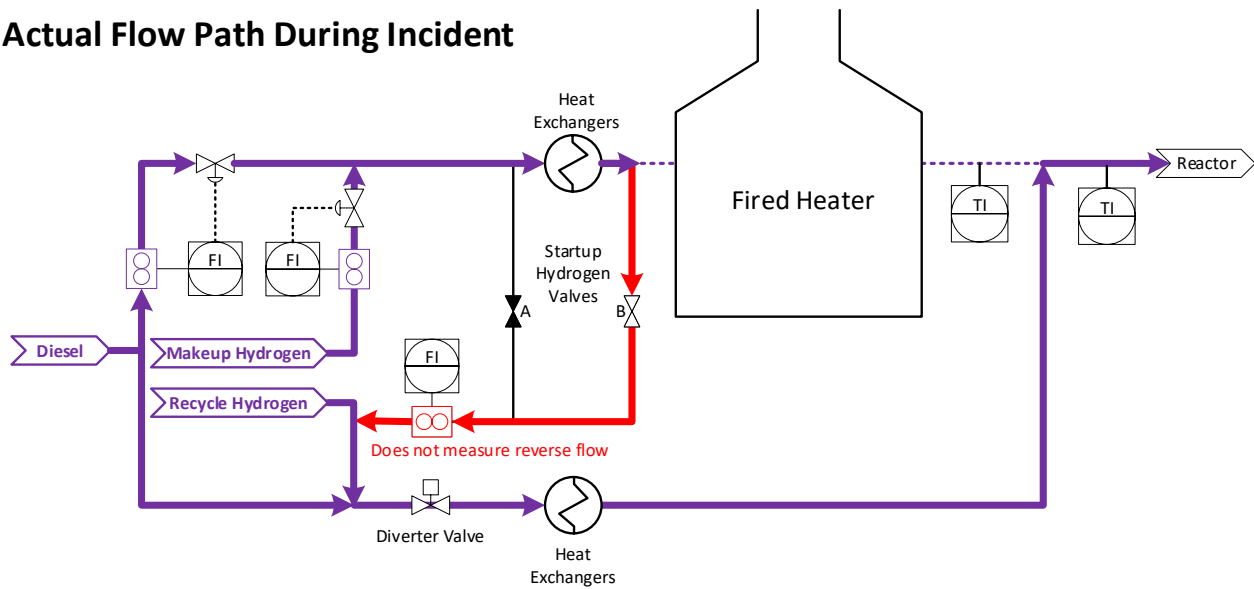 Actual Flow Path During Incident
Heat
Exchangers
Fired Heater
Reactor
TI
TI
FI
FI
Startup
Hydrogen
Valves
A
B
Diesel
Makeup Hydrogen
FI
Recycle Hydrogen
Does not measure reverse flow
Diverter Valve
Heat
Exchangers